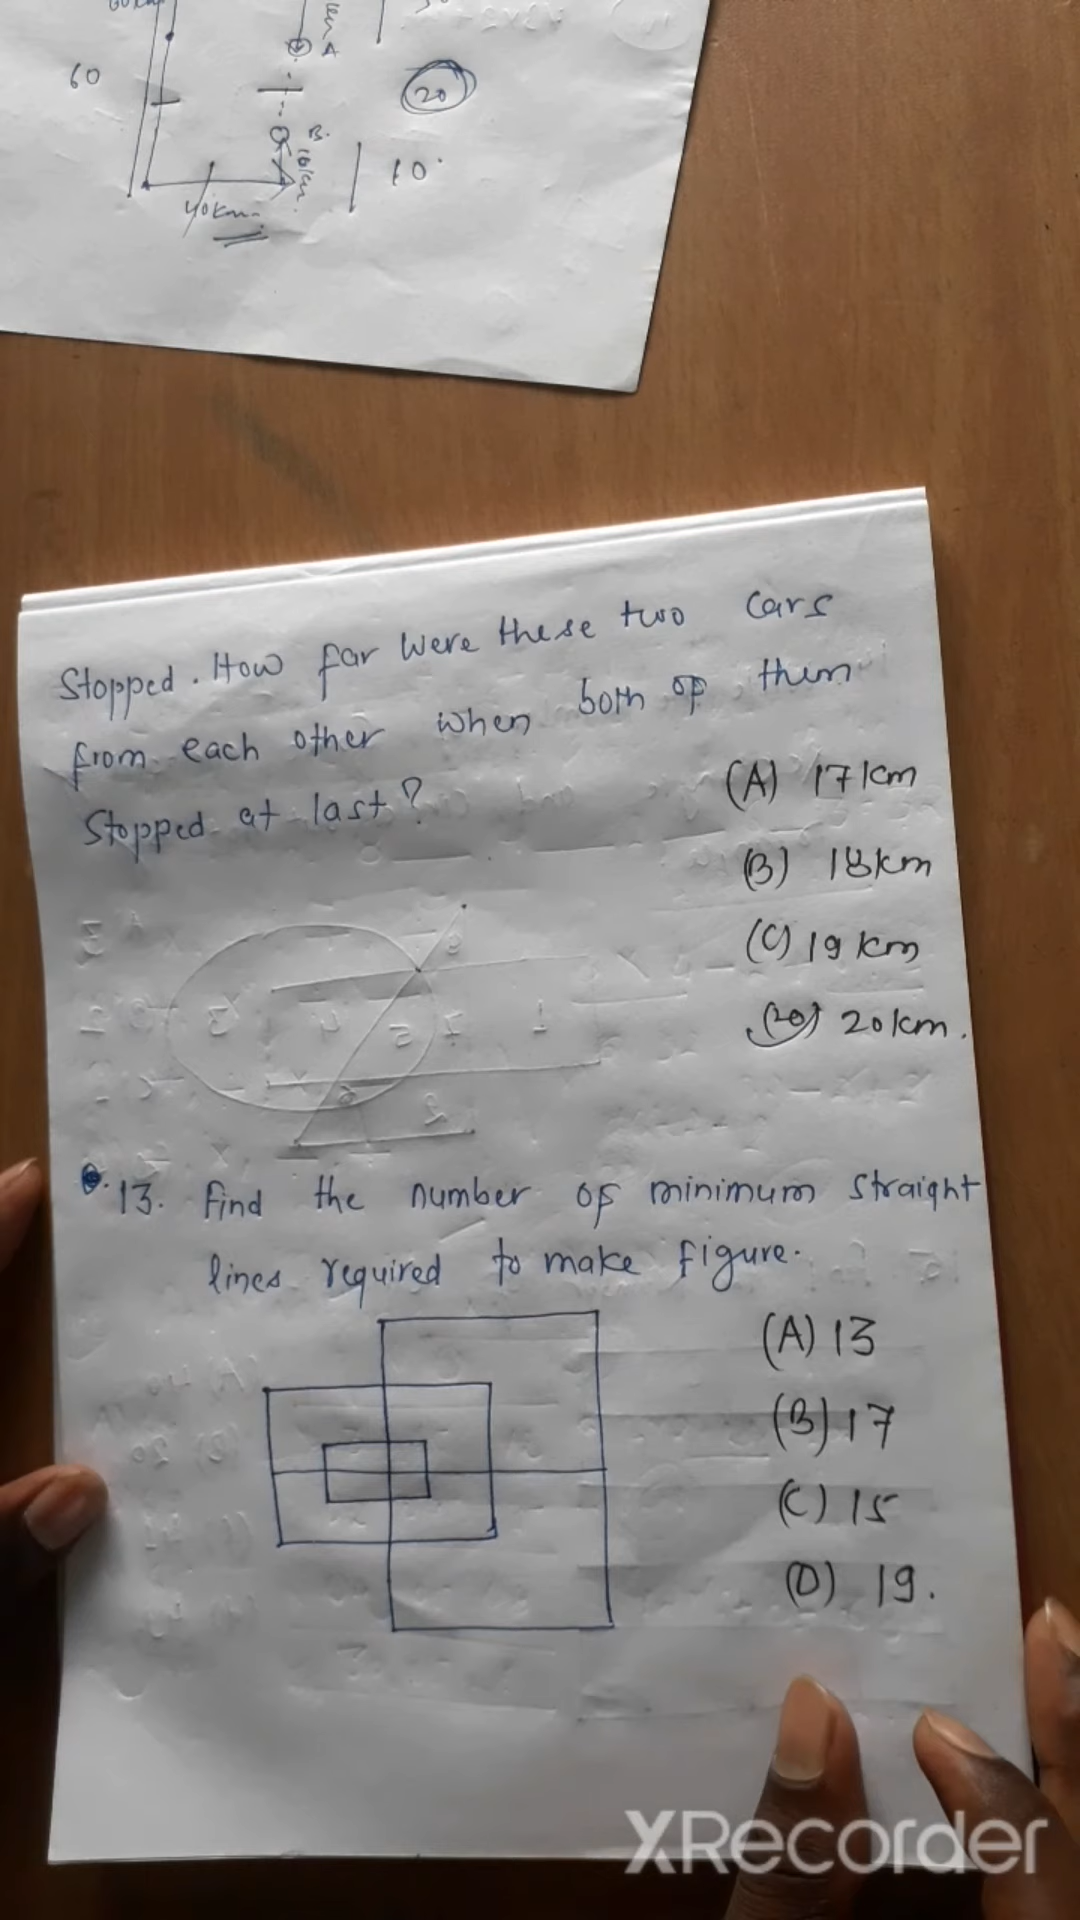 60
A
20
B.
10km.
10
40km.
Stopped. How far were these two cars
from each other when both of them
Stopped at last?
(A) 17km
(B) 18km
(C) 19km
(20) 20km.
13. Find the number of minimum straight
lines required to make figure.
(A) 13
(B) 17
(C) 15
(D) 19.
XRecorder